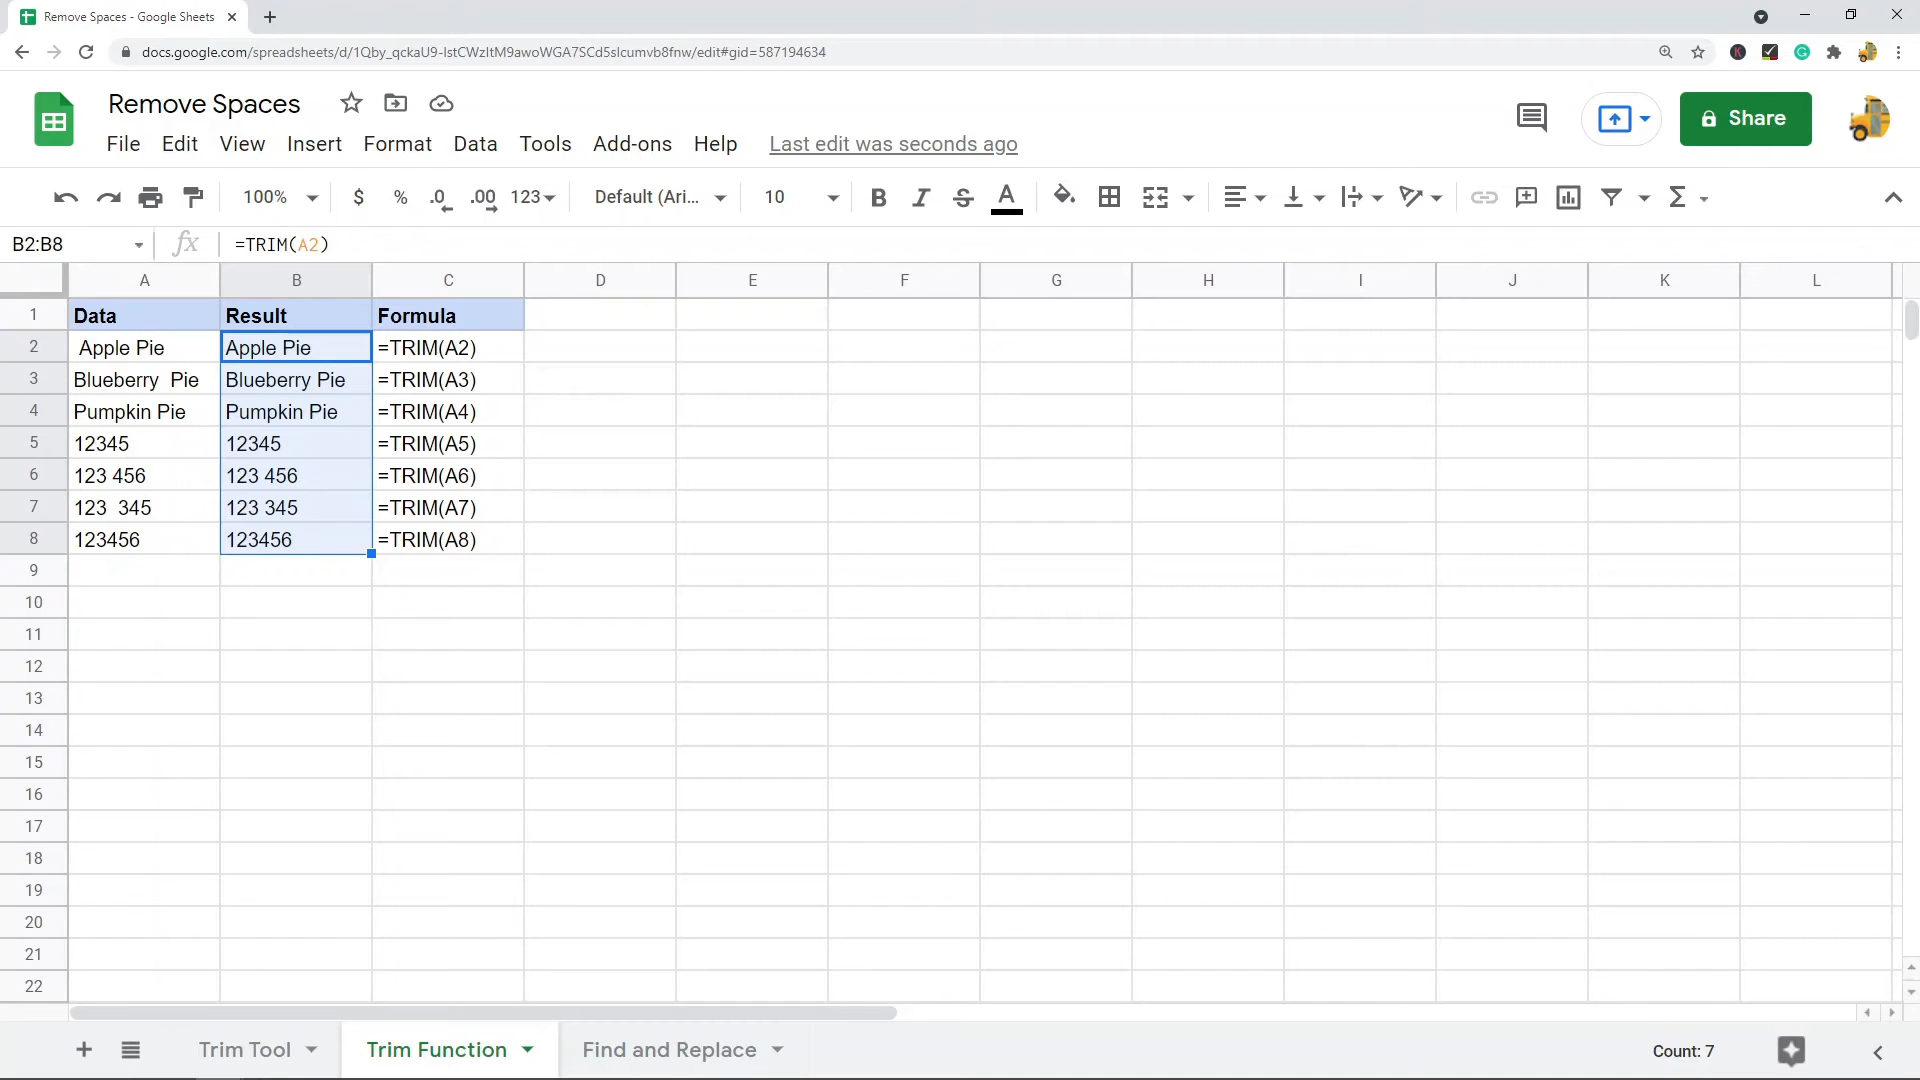 Remove Spaces - Google Sheets
docs.google.com/spreadsheets/d/1Qby_qckaU9-lstCWzItM9awoWGA7SCd5slcumvb8fnw/edit#gid=587194634
Remove Spaces
File Edit View Insert Format Data Tools Add-ons Help Last edit was seconds ago
Share
100% $ % .0 .00 123 Default (Ari... 10 B I S A
B2:B8 fx =TRIM(A2)
A B C D E F G H I J K L
1 Data Result Formula
2 Apple Pie Apple Pie =TRIM(A2)
3 Blueberry  Pie Blueberry Pie =TRIM(A3)
4 Pumpkin Pie Pumpkin Pie =TRIM(A4)
5 12345 12345 =TRIM(A5)
6 123 456 123 456 =TRIM(A6)
7 123  345 123 345 =TRIM(A7)
8 123456 123456 =TRIM(A8)
9
10
11
12
13
14
15
16
17
18
19
20
21
22
Trim Tool Trim Function Find and Replace Count: 7